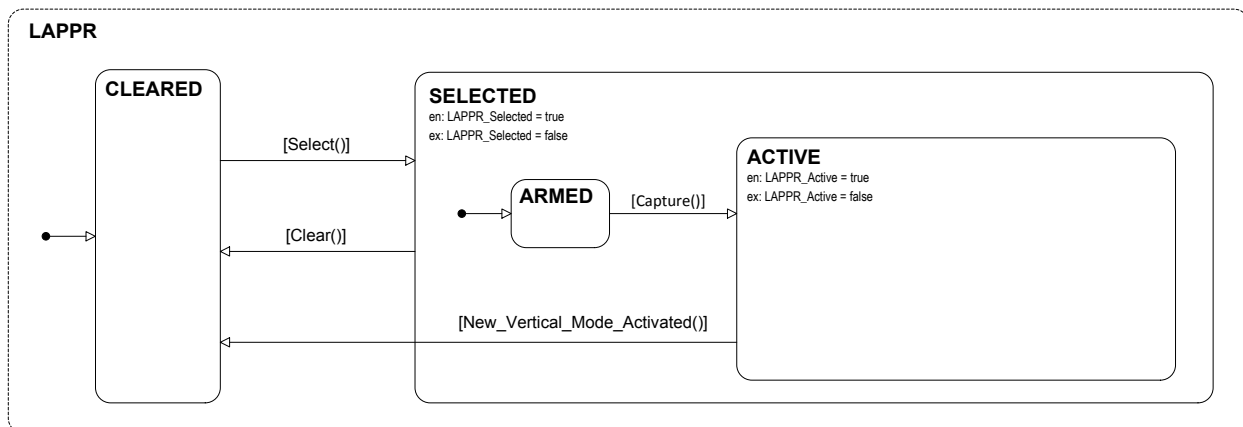 LAPPR
CLEARED
SELECTED
en: LAPPR_Selected = true
ex: LAPPR_Selected = false
[Select()]
ACTIVE
en: LAPPR_Active = true
ex: LAPPR_Active = false
ARMED
[Capture()]
[Clear()]
[New_Vertical_Mode_Activated()]